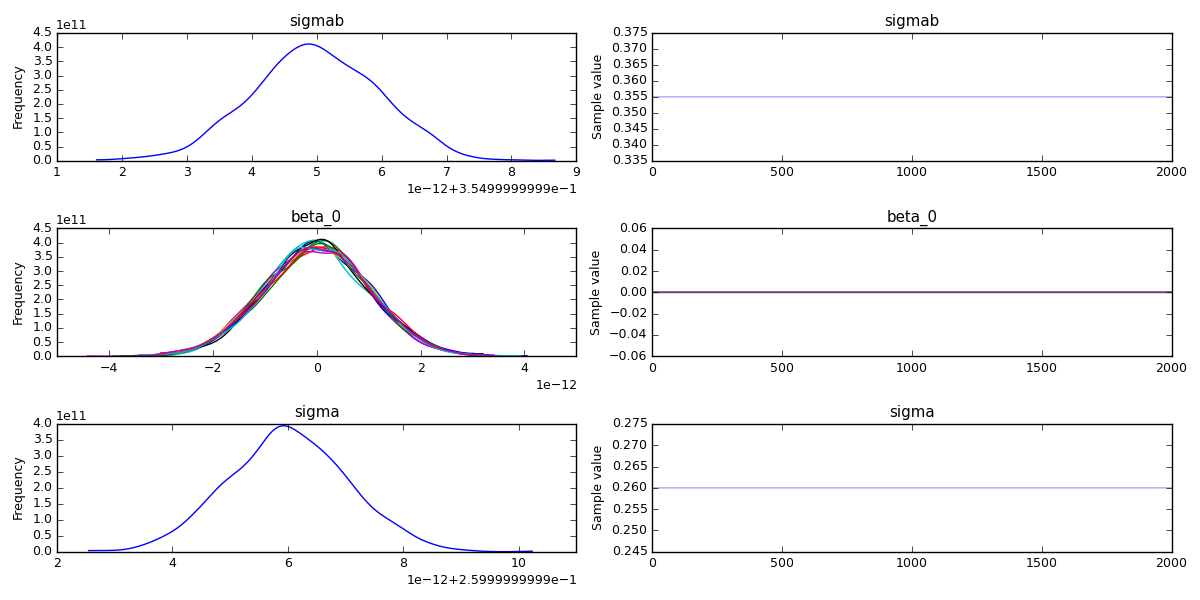 sigmab
1e11
4.5
4.0
3.5
3.0
2.5
2.0
1.5
1.0
0.5
0.0
Frequency
1 2 3 4 5 6 7 8 9
1e−12+3.5499999999e−1
sigmab
0.375
0.370
0.365
0.360
0.355
0.350
0.345
0.340
0.335
Sample value
0 500 1000 1500 2000
beta_0
1e11
4.5
4.0
3.5
3.0
2.5
2.0
1.5
1.0
0.5
0.0
Frequency
−4 −2 0 2 4
1e−12
beta_0
0.06
0.04
0.02
0.00
−0.02
−0.04
−0.06
Sample value
0 500 1000 1500 2000
sigma
1e11
4.0
3.5
3.0
2.5
2.0
1.5
1.0
0.5
0.0
Frequency
2 4 6 8 10
1e−12+2.5999999999e−1
sigma
0.275
0.270
0.265
0.260
0.255
0.250
0.245
Sample value
0 500 1000 1500 2000